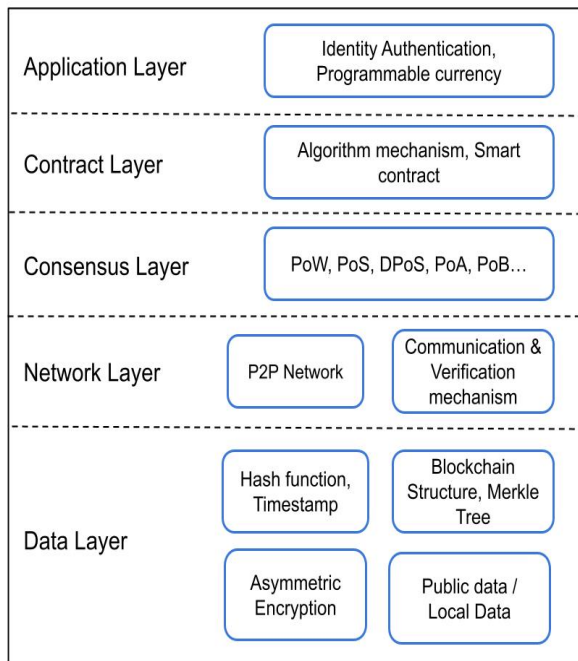 Application Layer
Identity Authentication,
Programmable currency
Contract Layer
Algorithm mechanism, Smart
contract
Consensus Layer
PoW, PoS, DPoS, PoA, PoB…
Network Layer
P2P Network
Communication &
Verification
mechanism
Data Layer
Hash function,
Timestamp
Blockchain
Structure, Merkle
Tree
Asymmetric
Encryption
Public data /
Local Data